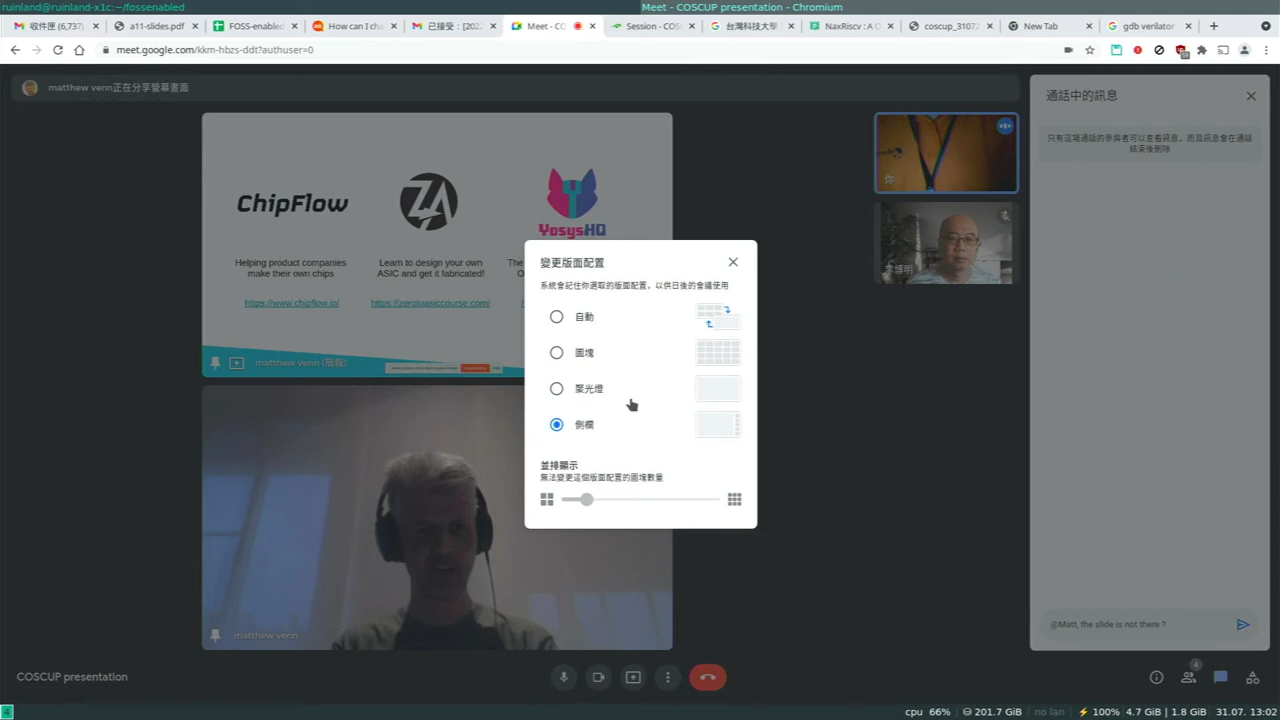 ruinland@ruinland-x1c:~/fossenabled
Meet - COSCUP presentation - Chromium
收件匣 (6,737)
a11-slides.pdf
FOSS-enabled
How can I cha
已接受：[2022
Meet - CO
Session - COSC
台灣科技大學
NaxRiscv : A O
coscup_31072
New Tab
gdb verilator
meet.google.com/kkm-hbzs-ddt?authuser=0
matthew venn正在分享螢幕畫面
通話中的訊息
只有這場通話的參與者可以查看訊息，而且訊息會在通話
結束後刪除
ChipFlow
ZA
YosysHQ
Helping product companies
make their own chips
Learn to design your own
ASIC and get it fabricated!
https://www.chipflow.io/
https://zerotoasiccourse.com/
matthew venn (簡報)
你
李博明
變更版面配置
系統會記住你選取的版面配置，以供日後的會議使用
自動
圖塊
聚光燈
側欄
並排顯示
無法變更這個版面配置的圖塊數量
matthew venn
@Matt, the slide is not there ?
COSCUP presentation
4
4
cpu 66%
201.7 GiB
no lan
100%
4.7 GiB | 1.8 GiB
31.07. 13:02